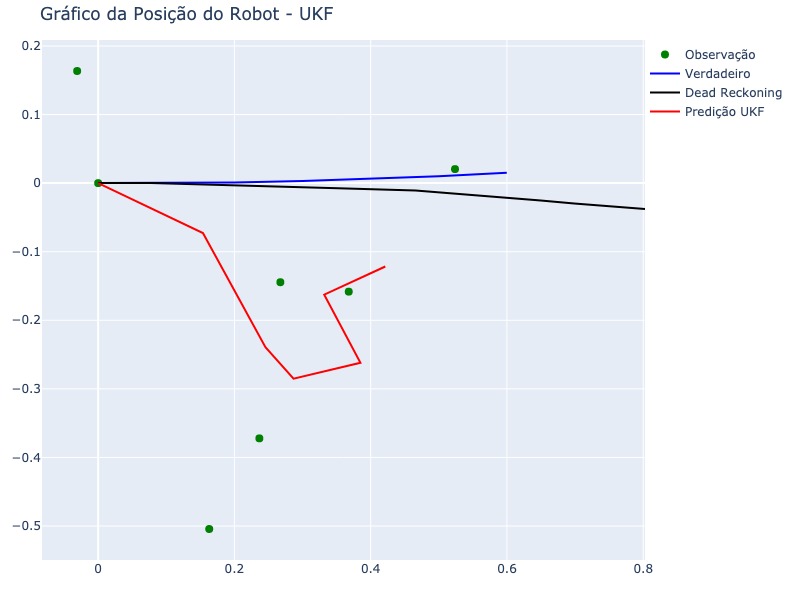 Gráfico da Posição do Robot - UKF
Observação
Verdadeiro
Dead Reckoning
Predição UKF
0.2
0.1
0
−0.1
−0.2
−0.3
−0.4
−0.5
0
0.2
0.4
0.6
0.8